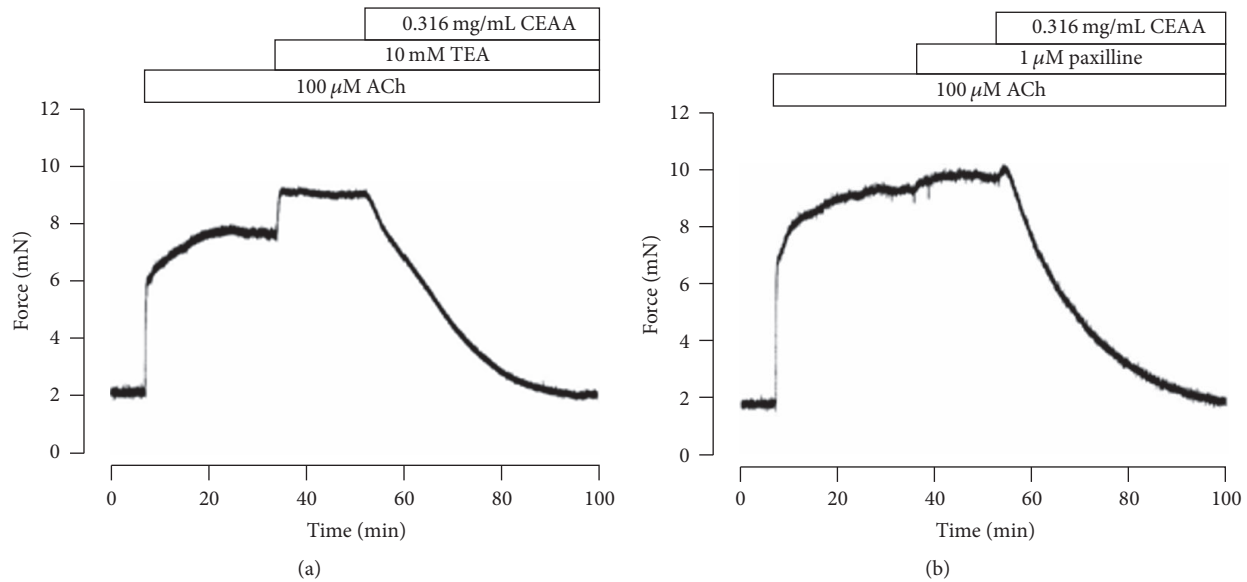 0.316 mg/mL CEAA
10 mM TEA
100 μM ACh
12
10
8
6
4
2
0
Force (mN)
0 20 40 60 80 100
Time (min)
(a)
0.316 mg/mL CEAA
1 μM paxilline
100 μM ACh
12
10
8
6
4
2
0
Force (mN)
0 20 40 60 80 100
Time (min)
(b)